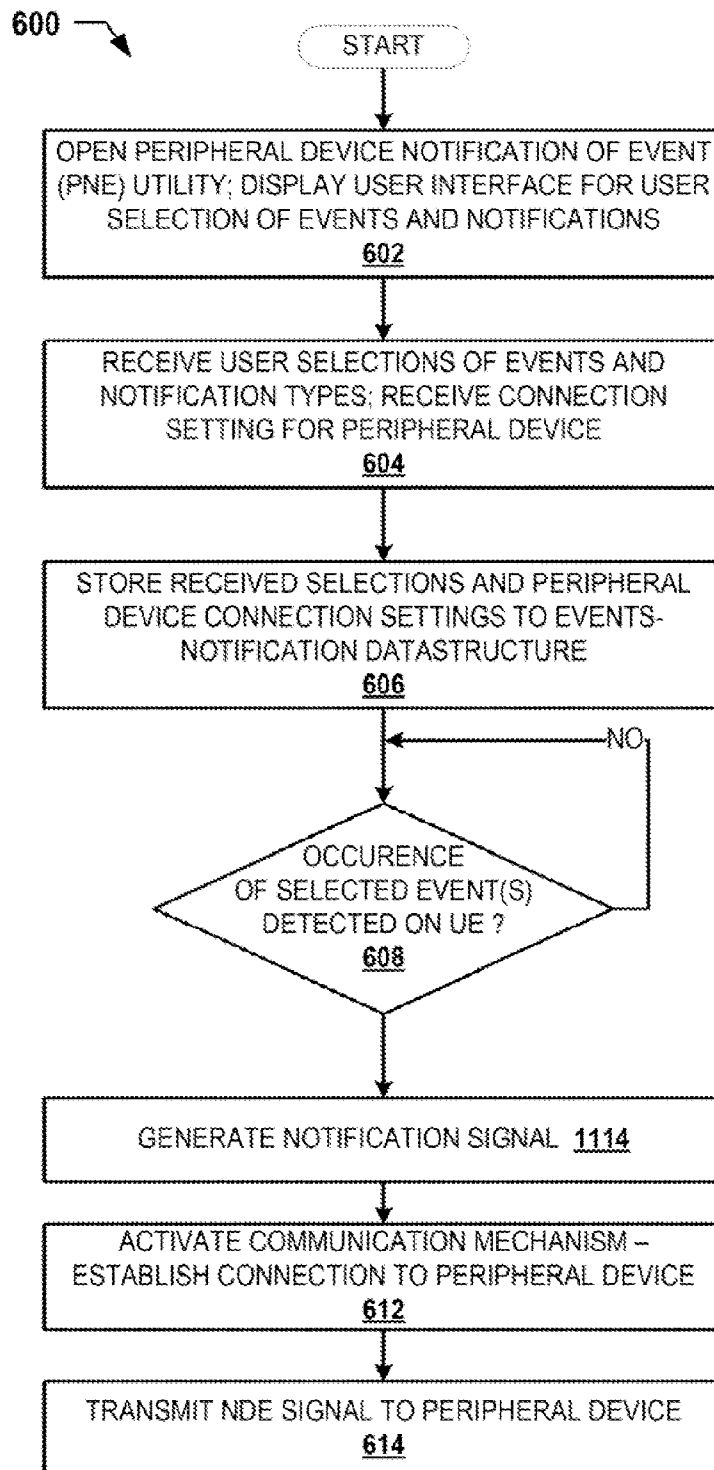 600
START
OPEN PERIPHERAL DEVICE NOTIFICATION OF EVENT
(PNE) UTILITY; DISPLAY USER INTERFACE FOR USER
SELECTION OF EVENTS AND NOTIFICATIONS
602
RECEIVE USER SELECTIONS OF EVENTS AND
NOTIFICATION TYPES; RECEIVE CONNECTION
SETTING FOR PERIPHERAL DEVICE
604
STORE RECEIVED SELECTIONS AND PERIPHERAL
DEVICE CONNECTION SETTINGS TO EVENTS-
NOTIFICATION DATASTRUCTURE
606
NO
OCCURENCE
OF SELECTED EVENT(S)
DETECTED ON UE ?
608
GENERATE NOTIFICATION SIGNAL 1114
ACTIVATE COMMUNICATION MECHANISM –
ESTABLISH CONNECTION TO PERIPHERAL DEVICE
612
TRANSMIT NDE SIGNAL TO PERIPHERAL DEVICE
614